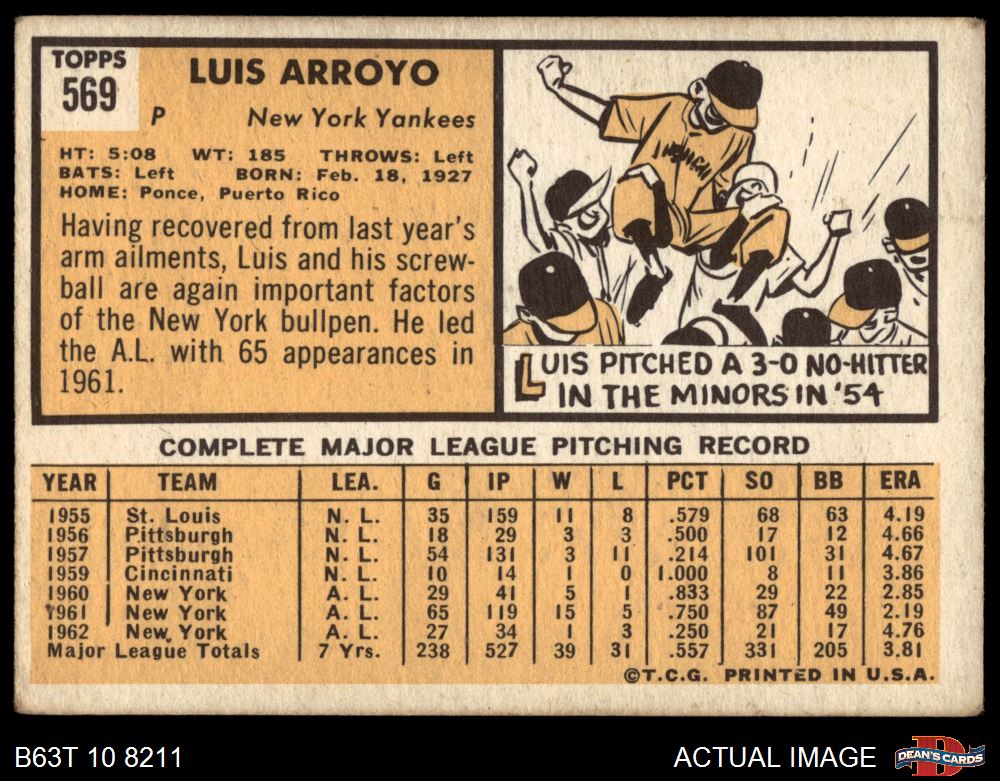 TOPPS
569
LUIS ARROYO
P New York Yankees
HT: 5:08 WT: 185 THROWS: Left
BATS: Left BORN: Feb. 18, 1927
HOME: Ponce, Puerto Rico
Having recovered from last year's
arm ailments, Luis and his screw-
ball are again important factors
of the New York bullpen. He led
the A.L. with 65 appearances in
1961.
LUIS PITCHED A 3-0 NO-HITTER
IN THE MINORS IN '54
COMPLETE MAJOR LEAGUE PITCHING RECORD
YEAR TEAM LEA. G IP W L PCT SO BB ERA
1955 St. Louis N. L. 35 159 11 8 .579 68 63 4.19
1956 Pittsburgh N. L. 18 29 3 3 .500 17 12 4.66
1957 Pittsburgh N. L. 54 131 3 11 .214 101 31 4.67
1959 Cincinnati N. L. 10 14 1 0 1.000 8 11 3.86
1960 New York A. L. 29 41 5 1 .833 29 22 2.85
1961 New York A. L. 65 119 15 5 .750 87 49 2.19
1962 New York A. L. 27 34 1 3 .250 21 17 4.76
Major League Totals 7 Yrs. 238 527 39 31 .557 331 205 3.81
©T.C.G. PRINTED IN U.S.A.
B63T 10 8211 ACTUAL IMAGE DEAN'S CARDS